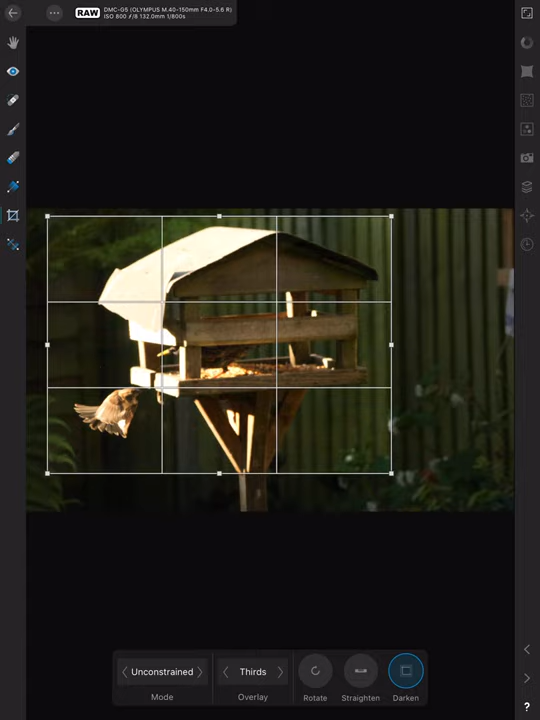 RAW
DMC-G5 (OLYMPUS M.40-150mm F4.0-5.6 R)
ISO 800 f/8 132.0mm 1/800s
Unconstrained
Thirds
Mode
Overlay
Rotate
Straighten
Darken
?